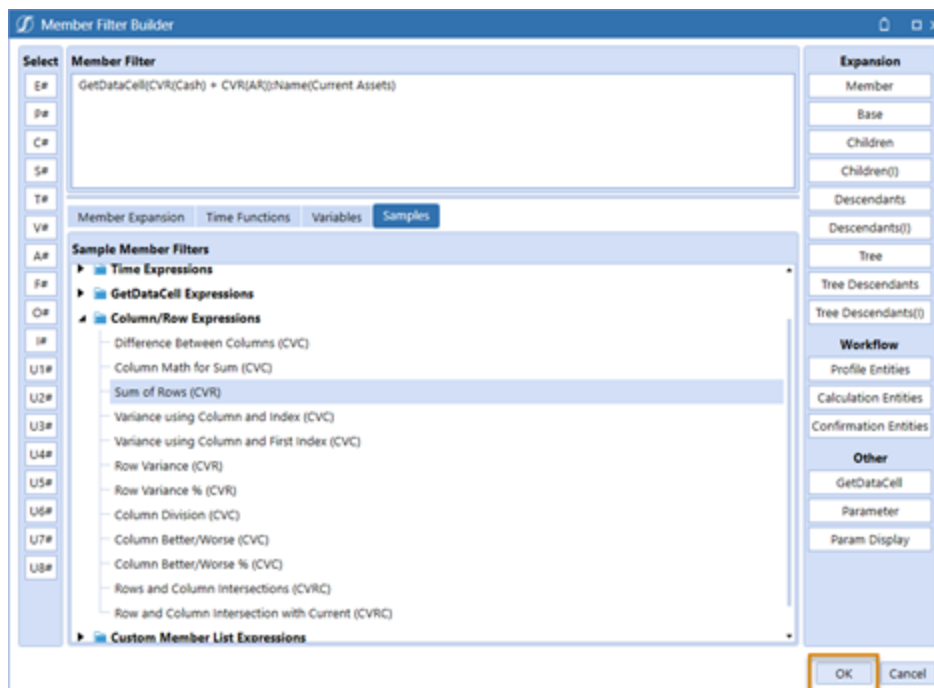 Member Filter Builder
Select
Member Filter
Expansion
GetDataCell(CVR(Cash) + CVR(AR)):Name(Current Assets)
E#
P#
C#
S#
T#
V#
A#
F#
O#
I#
U1#
U2#
U3#
U4#
U5#
U6#
U7#
U8#
Member Expansion
Time Functions
Variables
Samples
Sample Member Filters
Time Expressions
GetDataCell Expressions
Column/Row Expressions
Difference Between Columns (CVC)
Column Math for Sum (CVC)
Sum of Rows (CVR)
Variance using Column and Index (CVC)
Variance using Column and First Index (CVC)
Row Variance (CVR)
Row Variance % (CVR)
Column Division (CVC)
Column Better/Worse (CVC)
Column Better/Worse % (CVC)
Rows and Column Intersections (CVRC)
Row and Column Intersection with Current (CVRC)
Custom Member List Expressions
Member
Base
Children
Children(I)
Descendants
Descendants(I)
Tree
Tree Descendants
Tree Descendants(I)
Workflow
Profile Entities
Calculation Entities
Confirmation Entities
Other
GetDataCell
Parameter
Param Display
OK
Cancel